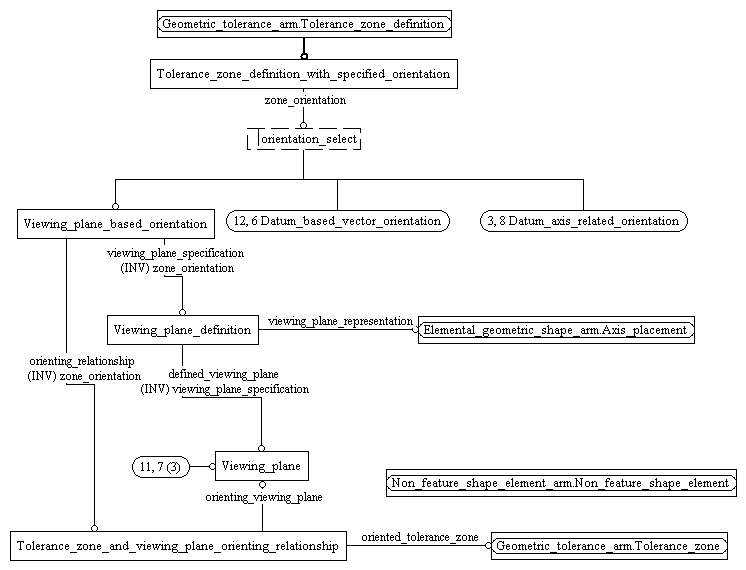 Geometric_tolerance_arm.Tolerance_zone_definition
Tolerance_zone_definition_with_specified_orientation
zone_orientation
orientation_select
Viewing_plane_based_orientation
12, 6 Datum_based_vector_orientation
3, 8 Datum_axis_related_orientation
viewing_plane_specification
(INV) zone_orientation
Viewing_plane_definition
viewing_plane_representation
Elemental_geometric_shape_arm.Axis_placement
orienting_relationship
(INV) zone_orientation
defined_viewing_plane
(INV) viewing_plane_specification
11, 7 (3)
Viewing_plane
Non_feature_shape_element_arm.Non_feature_shape_element
orienting_viewing_plane
Tolerance_zone_and_viewing_plane_orienting_relationship
oriented_tolerance_zone
Geometric_tolerance_arm.Tolerance_zone